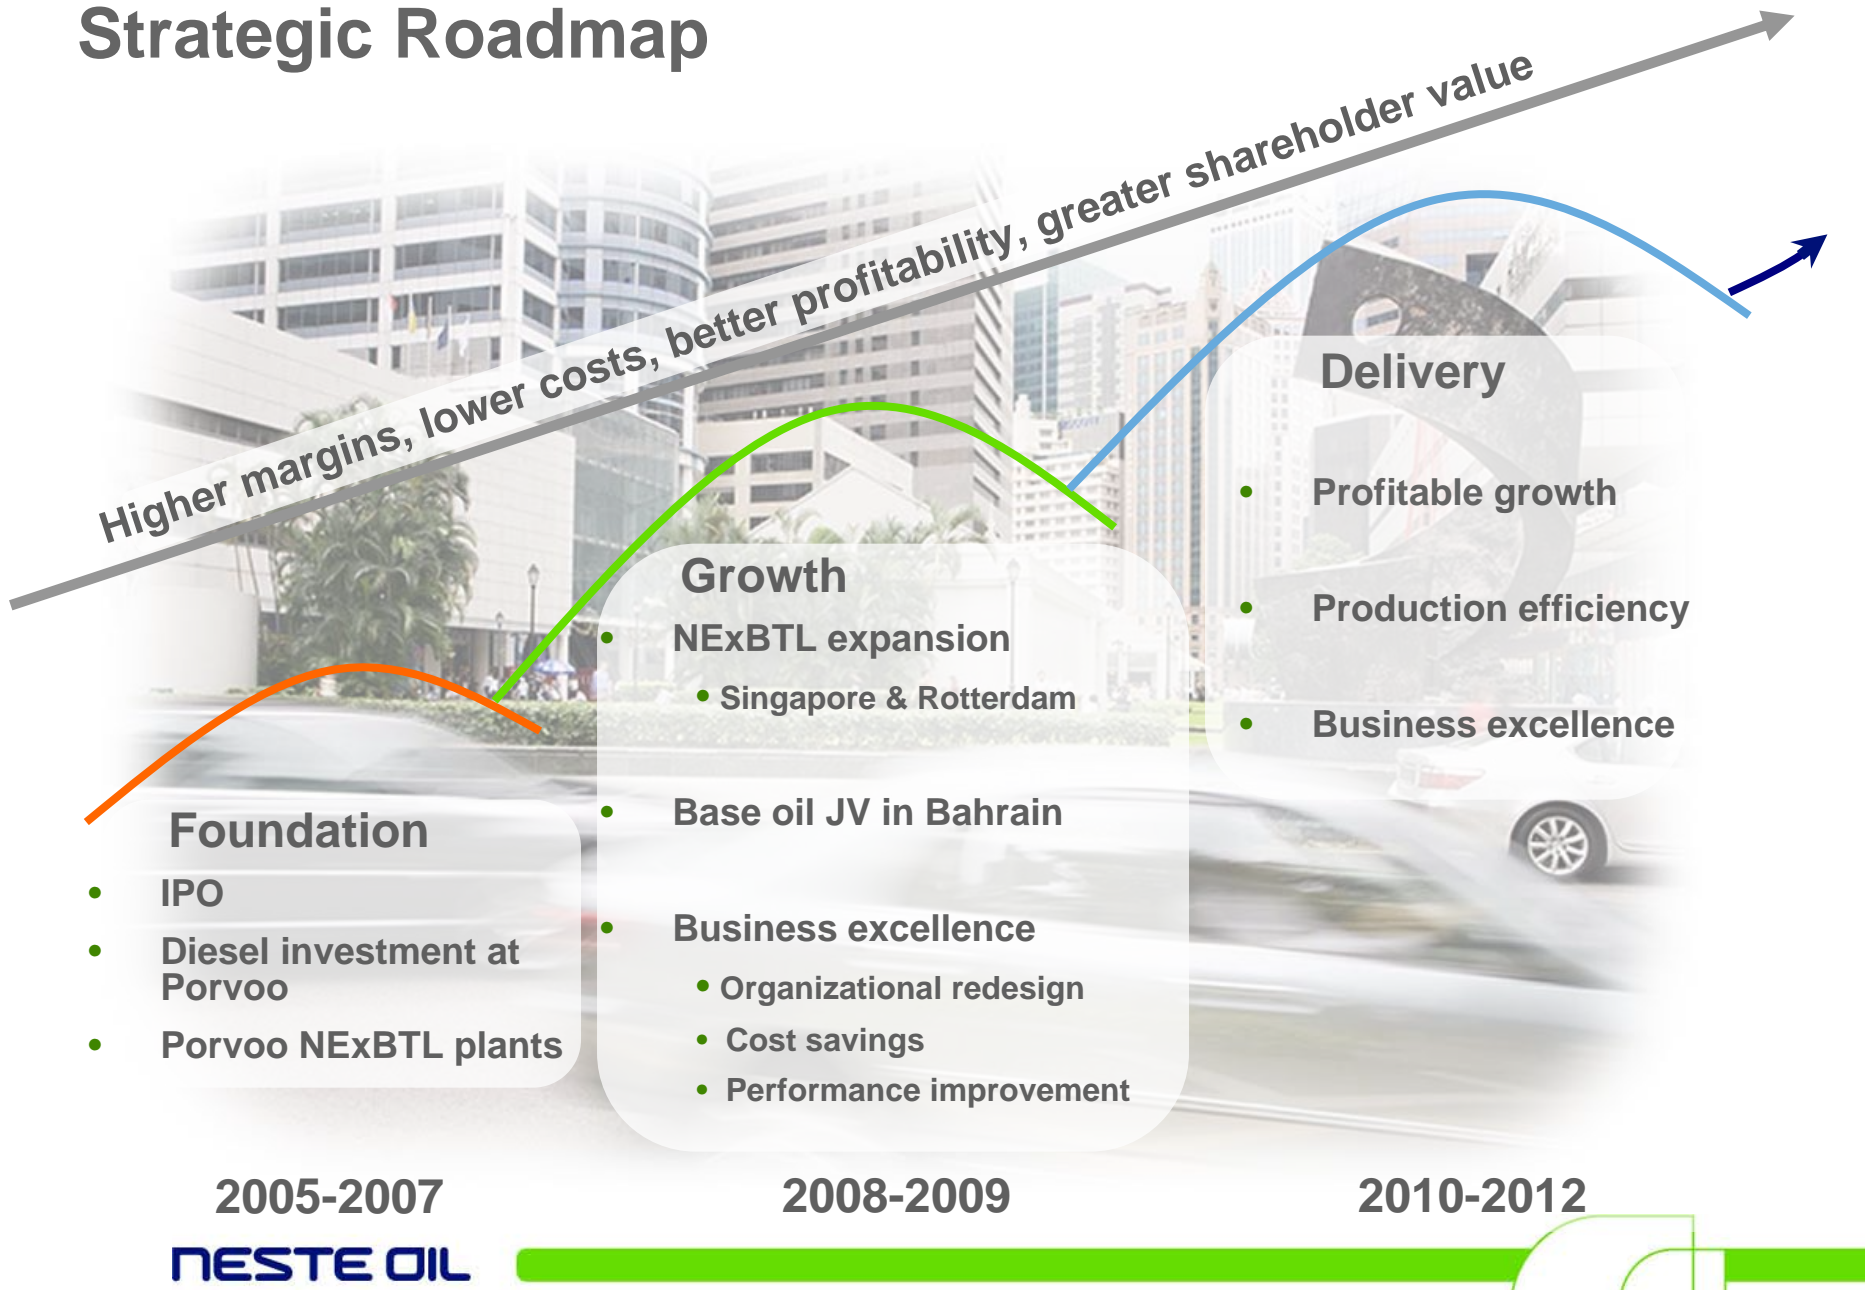 Strategic Roadmap
Higher margins, lower costs, better profitability, greater shareholder value
Foundation
• IPO
• Diesel investment at
Porvoo
• Porvoo NExBTL plants
2005-2007
Growth
• NExBTL expansion
• Singapore & Rotterdam
• Base oil JV in Bahrain
• Business excellence
• Organizational redesign
• Cost savings
• Performance improvement
2008-2009
Delivery
• Profitable growth
• Production efficiency
• Business excellence
2010-2012
NESTE OIL